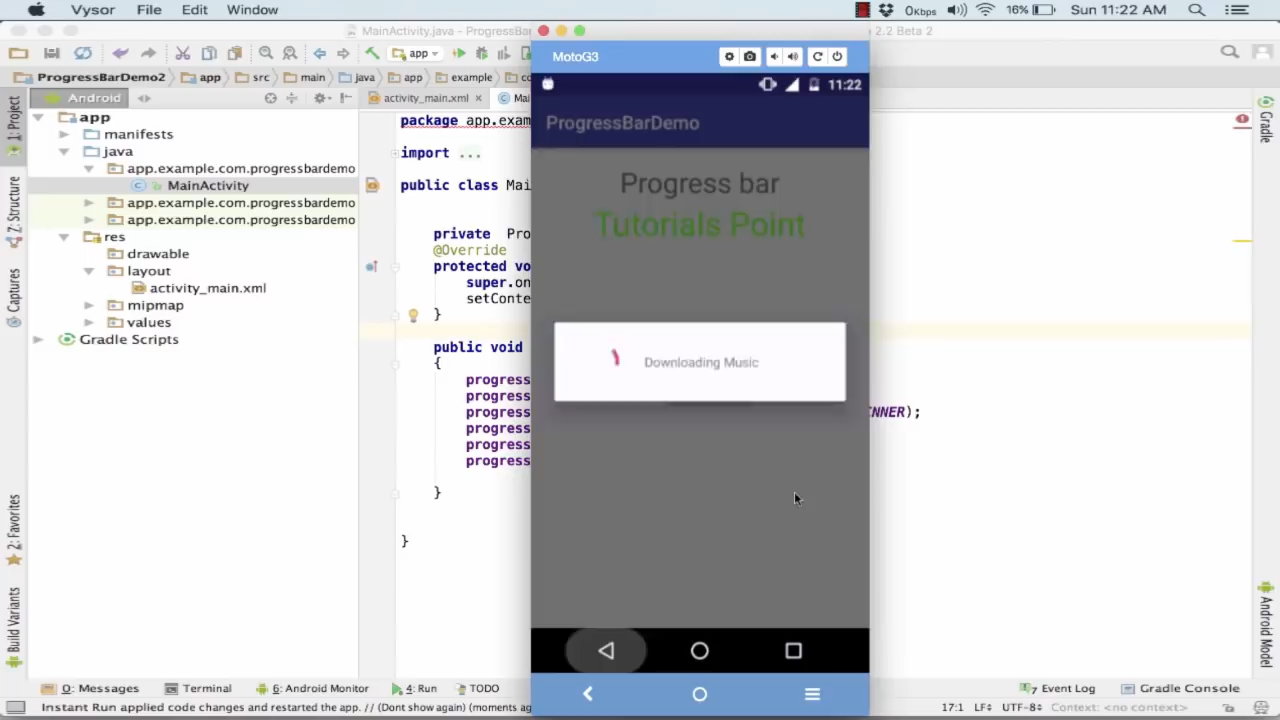 Vysor File Edit Window 0Kbps 16% Sun 11:22 AM
MainActivity.java - ProgressBar 2.2 Beta 2
app
MotoG3
ProgressBarDemo2 app src main java app example
1: Project
Android
activity_main.xml
Gradle
11:22
app
package app.exam
ProgressBarDemo
manifests
java
import ...
app.example.com.progressbardemo
MainActivity
public class Mai
Progress bar
Z: Structure
app.example.com.progressbardemo
app.example.com.progressbardemo
Tutorials Point
res
private Pro
drawable
@Override
layout
protected vo
Captures
activity_main.xml
super.on
mipmap
setConte
values
}
Gradle Scripts
public void
{
Downloading Music
progress
progress
progress NNER);
progress
progress
progress
}
2: Favorites
}
Build Variants
Android Model
0: Messages Terminal 6: Android Monitor 4: Run TODO Event Log Gradle Console
Instant Run applied code changes and restarted the app. // (Don't show again) (moments ag 17:1 LF UTF-8 Context: <no context>